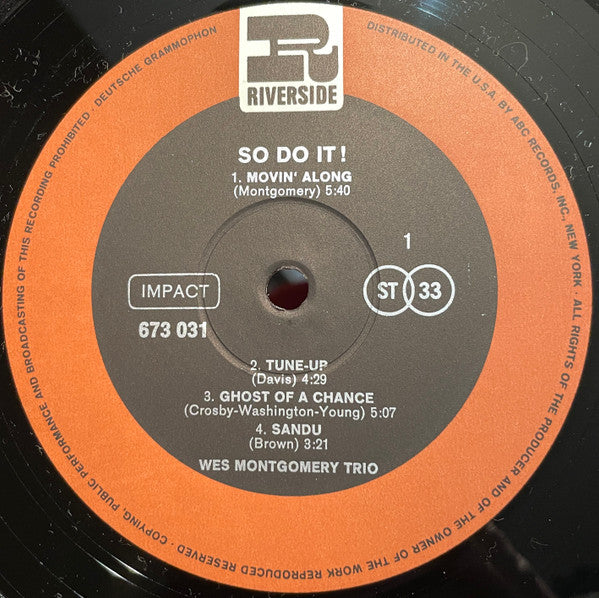 R
RIVERSIDE
SO DO IT!
1. MOVIN' ALONG
(Montgomery) 5:40
1
IMPACT
ST 33
673 031
2. TUNE-UP
(Davis) 4:29
3. GHOST OF A CHANCE
(Crosby-Washington-Young) 5:07
4. SANDU
(Brown) 3:21
WES MONTGOMERY TRIO
DEUTSCHE GRAMMOPHON · DISTRIBUTED IN THE U.S.A. BY ABC RECORDS, INC., NEW YORK · ALL RIGHTS OF THE PRODUCER AND OF THE OWNER OF THE WORK REPRODUCED RESERVED · COPYING, PUBLIC PERFORMANCE AND BROADCASTING OF THIS RECORDING PROHIBITED ·